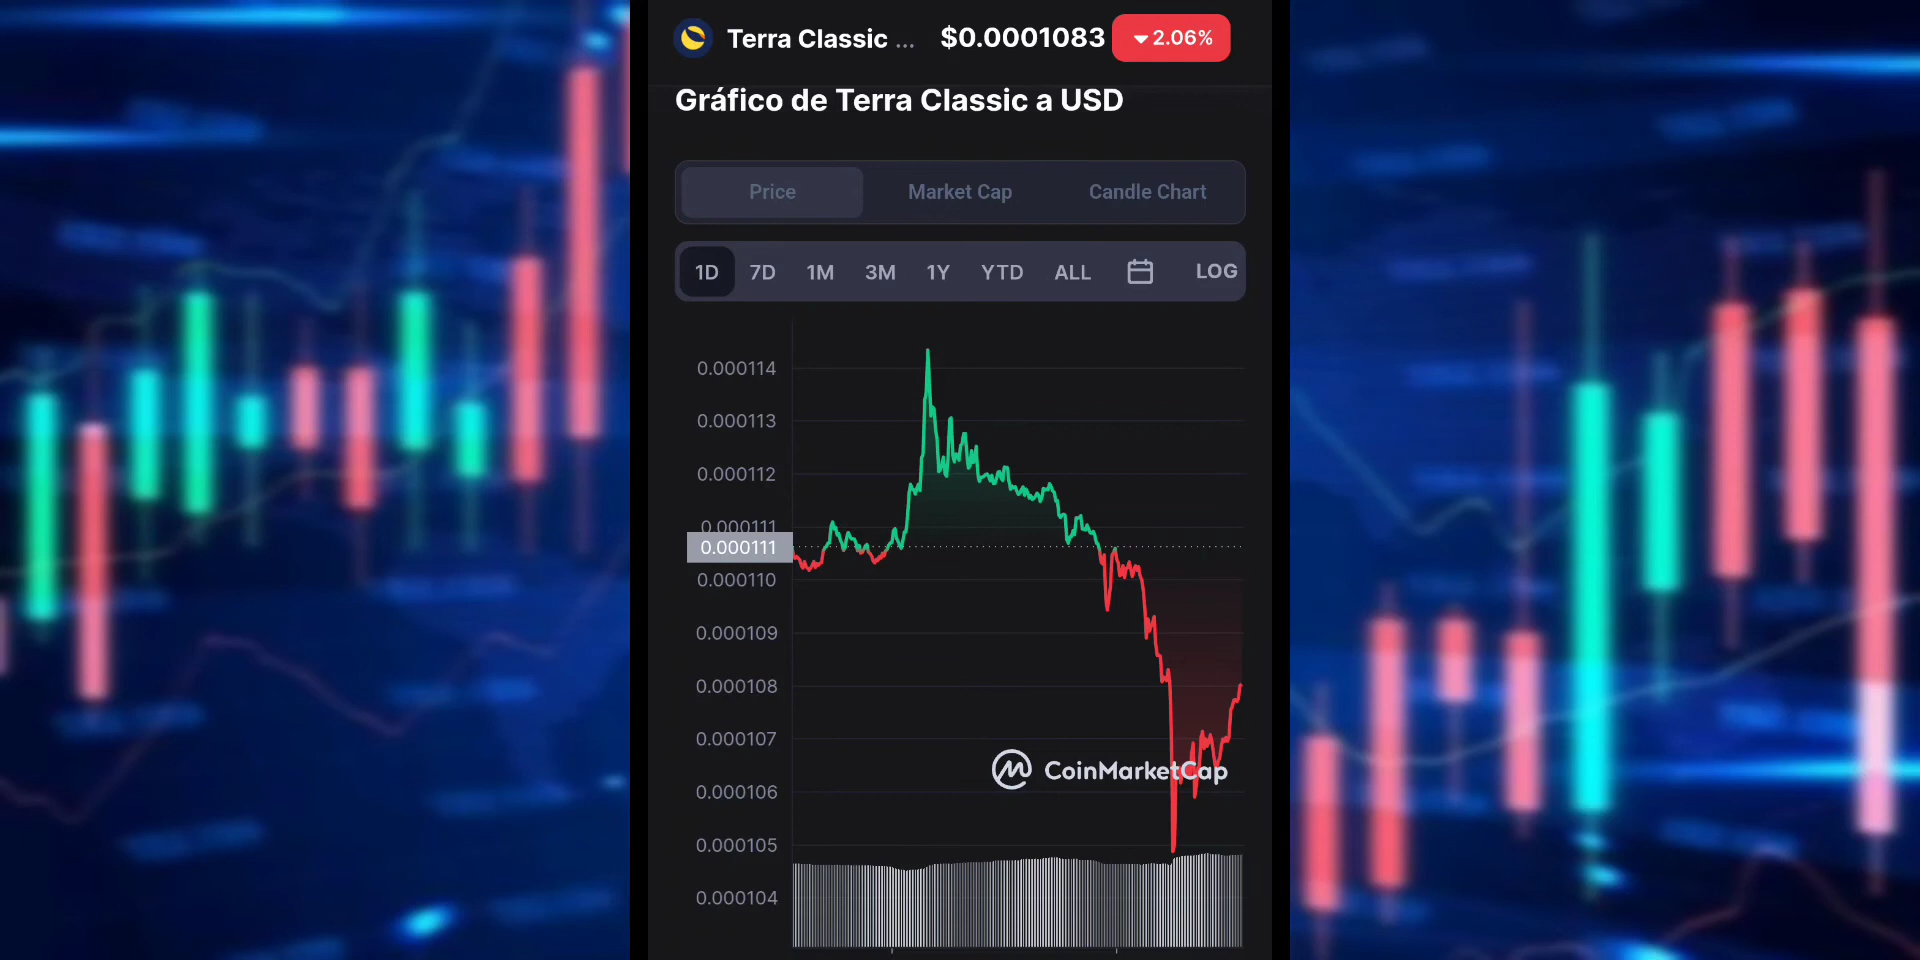 Terra Classic ... $0.0001083 2.06%
Gráfico de Terra Classic a USD
Price Market Cap Candle Chart
1D 7D 1M 3M 1Y YTD ALL LOG
0.000114
0.000113
0.000112
0.000111
0.000111
0.000110
0.000109
0.000108
0.000107
CoinMarketCap
0.000106
0.000105
0.000104